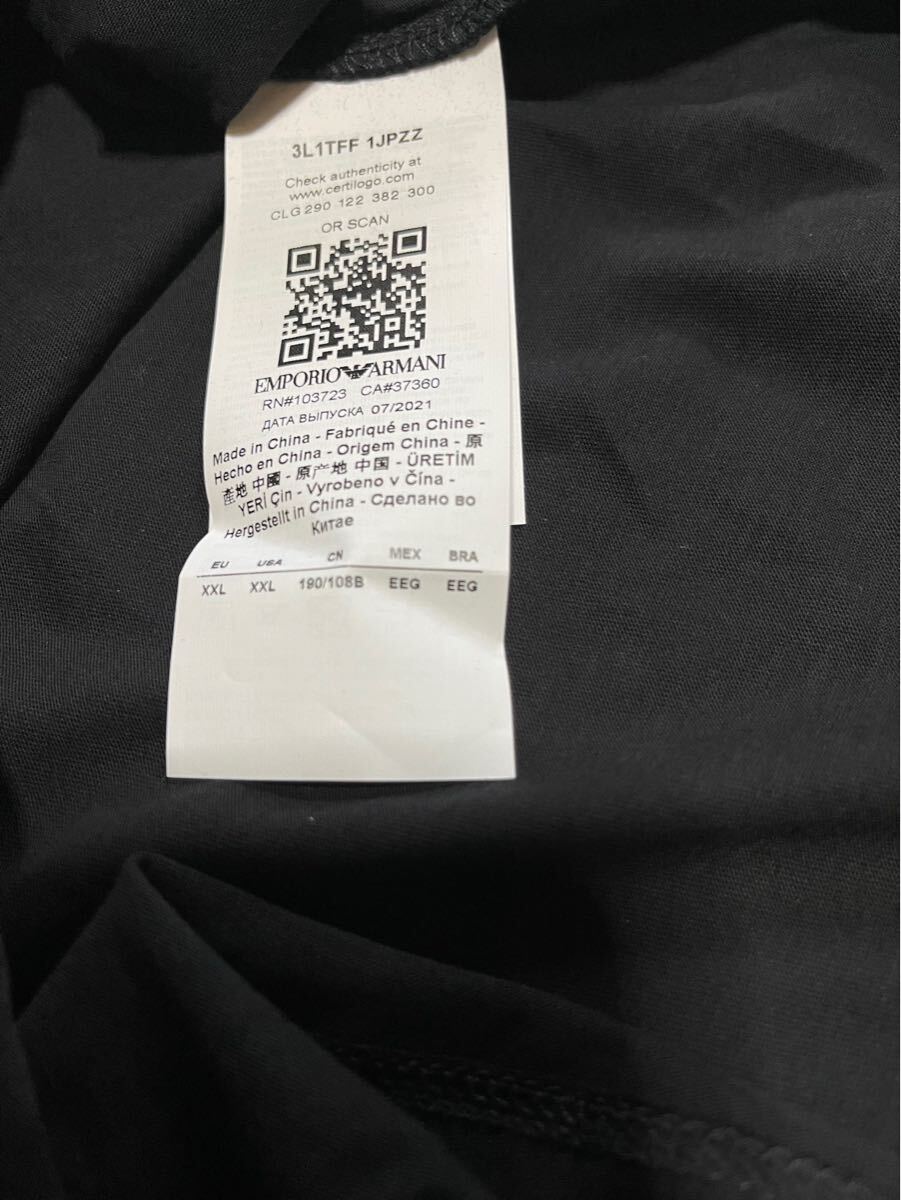 3L1TFF 1JPZZ
Check authenticity at
www.certilogo.com
CLG 290 122 382 300
OR SCAN
EMPORIO ARMANI
RN#103723 CA#37360
ДАТА ВЫПУСКА 07/2021
Made in China - Fabriqué en Chine -
Hecho en China - Origem China - 原
產地 中國 - 原产地 中国 - ÜRETİM
YERİ Çin - Vyrobeno v Čína -
Hergestellt in China - Сделано во
Китае
EU USA CN MEX BRA
XXL XXL 190/108B EEG EEG